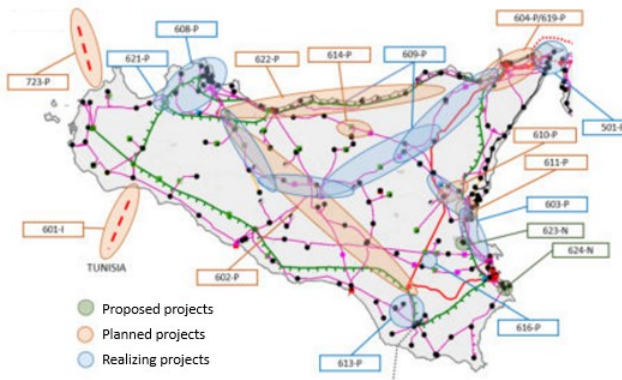 604-P/619-P
608-P
621-P
622-P
614-P
609-P
723-P
501-P
610-P
611-P
603-P
601-I
623-N
624-N
TUNISIA
602-P
616-P
613-P
Proposed projects
Planned projects
Realizing projects